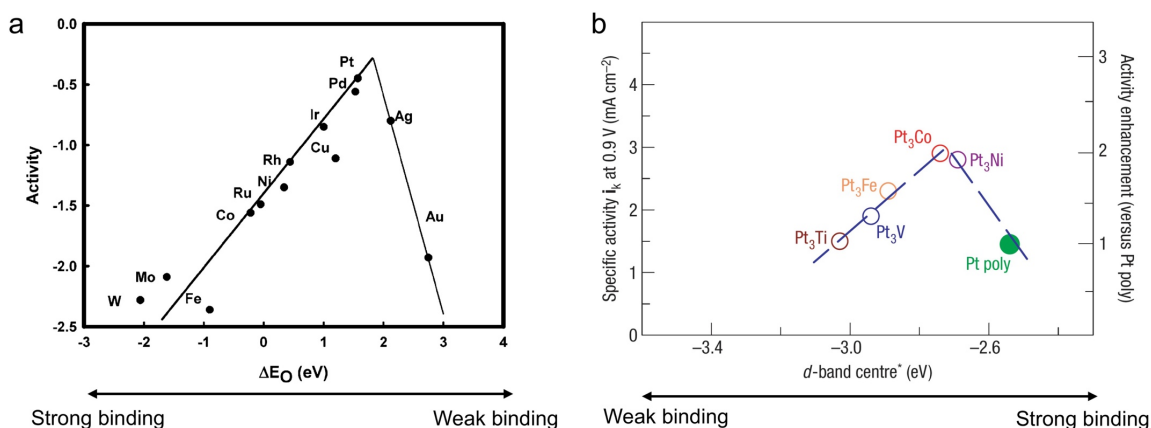 a
0.0
-0.5
-1.0
-1.5
-2.0
-2.5
Activity
Pt
Pd
Ag
Ir
Cu
Rh
Ni
Ru
Co
Au
Mo
W
Fe
-3 -2 -1 0 1 2 3 4
ΔE_O (eV)
Strong binding Weak binding
b
4
3
2
1
0
Specific activity i_k at 0.9 V (mA cm⁻²)
3
2
1
Activity enhancement (versus Pt poly)
Pt₃Co
Pt₃Ni
Pt₃Fe
Pt₃V
Pt₃Ti
Pt poly
−3.4 −3.0 −2.6
d-band centre* (eV)
Weak binding Strong binding